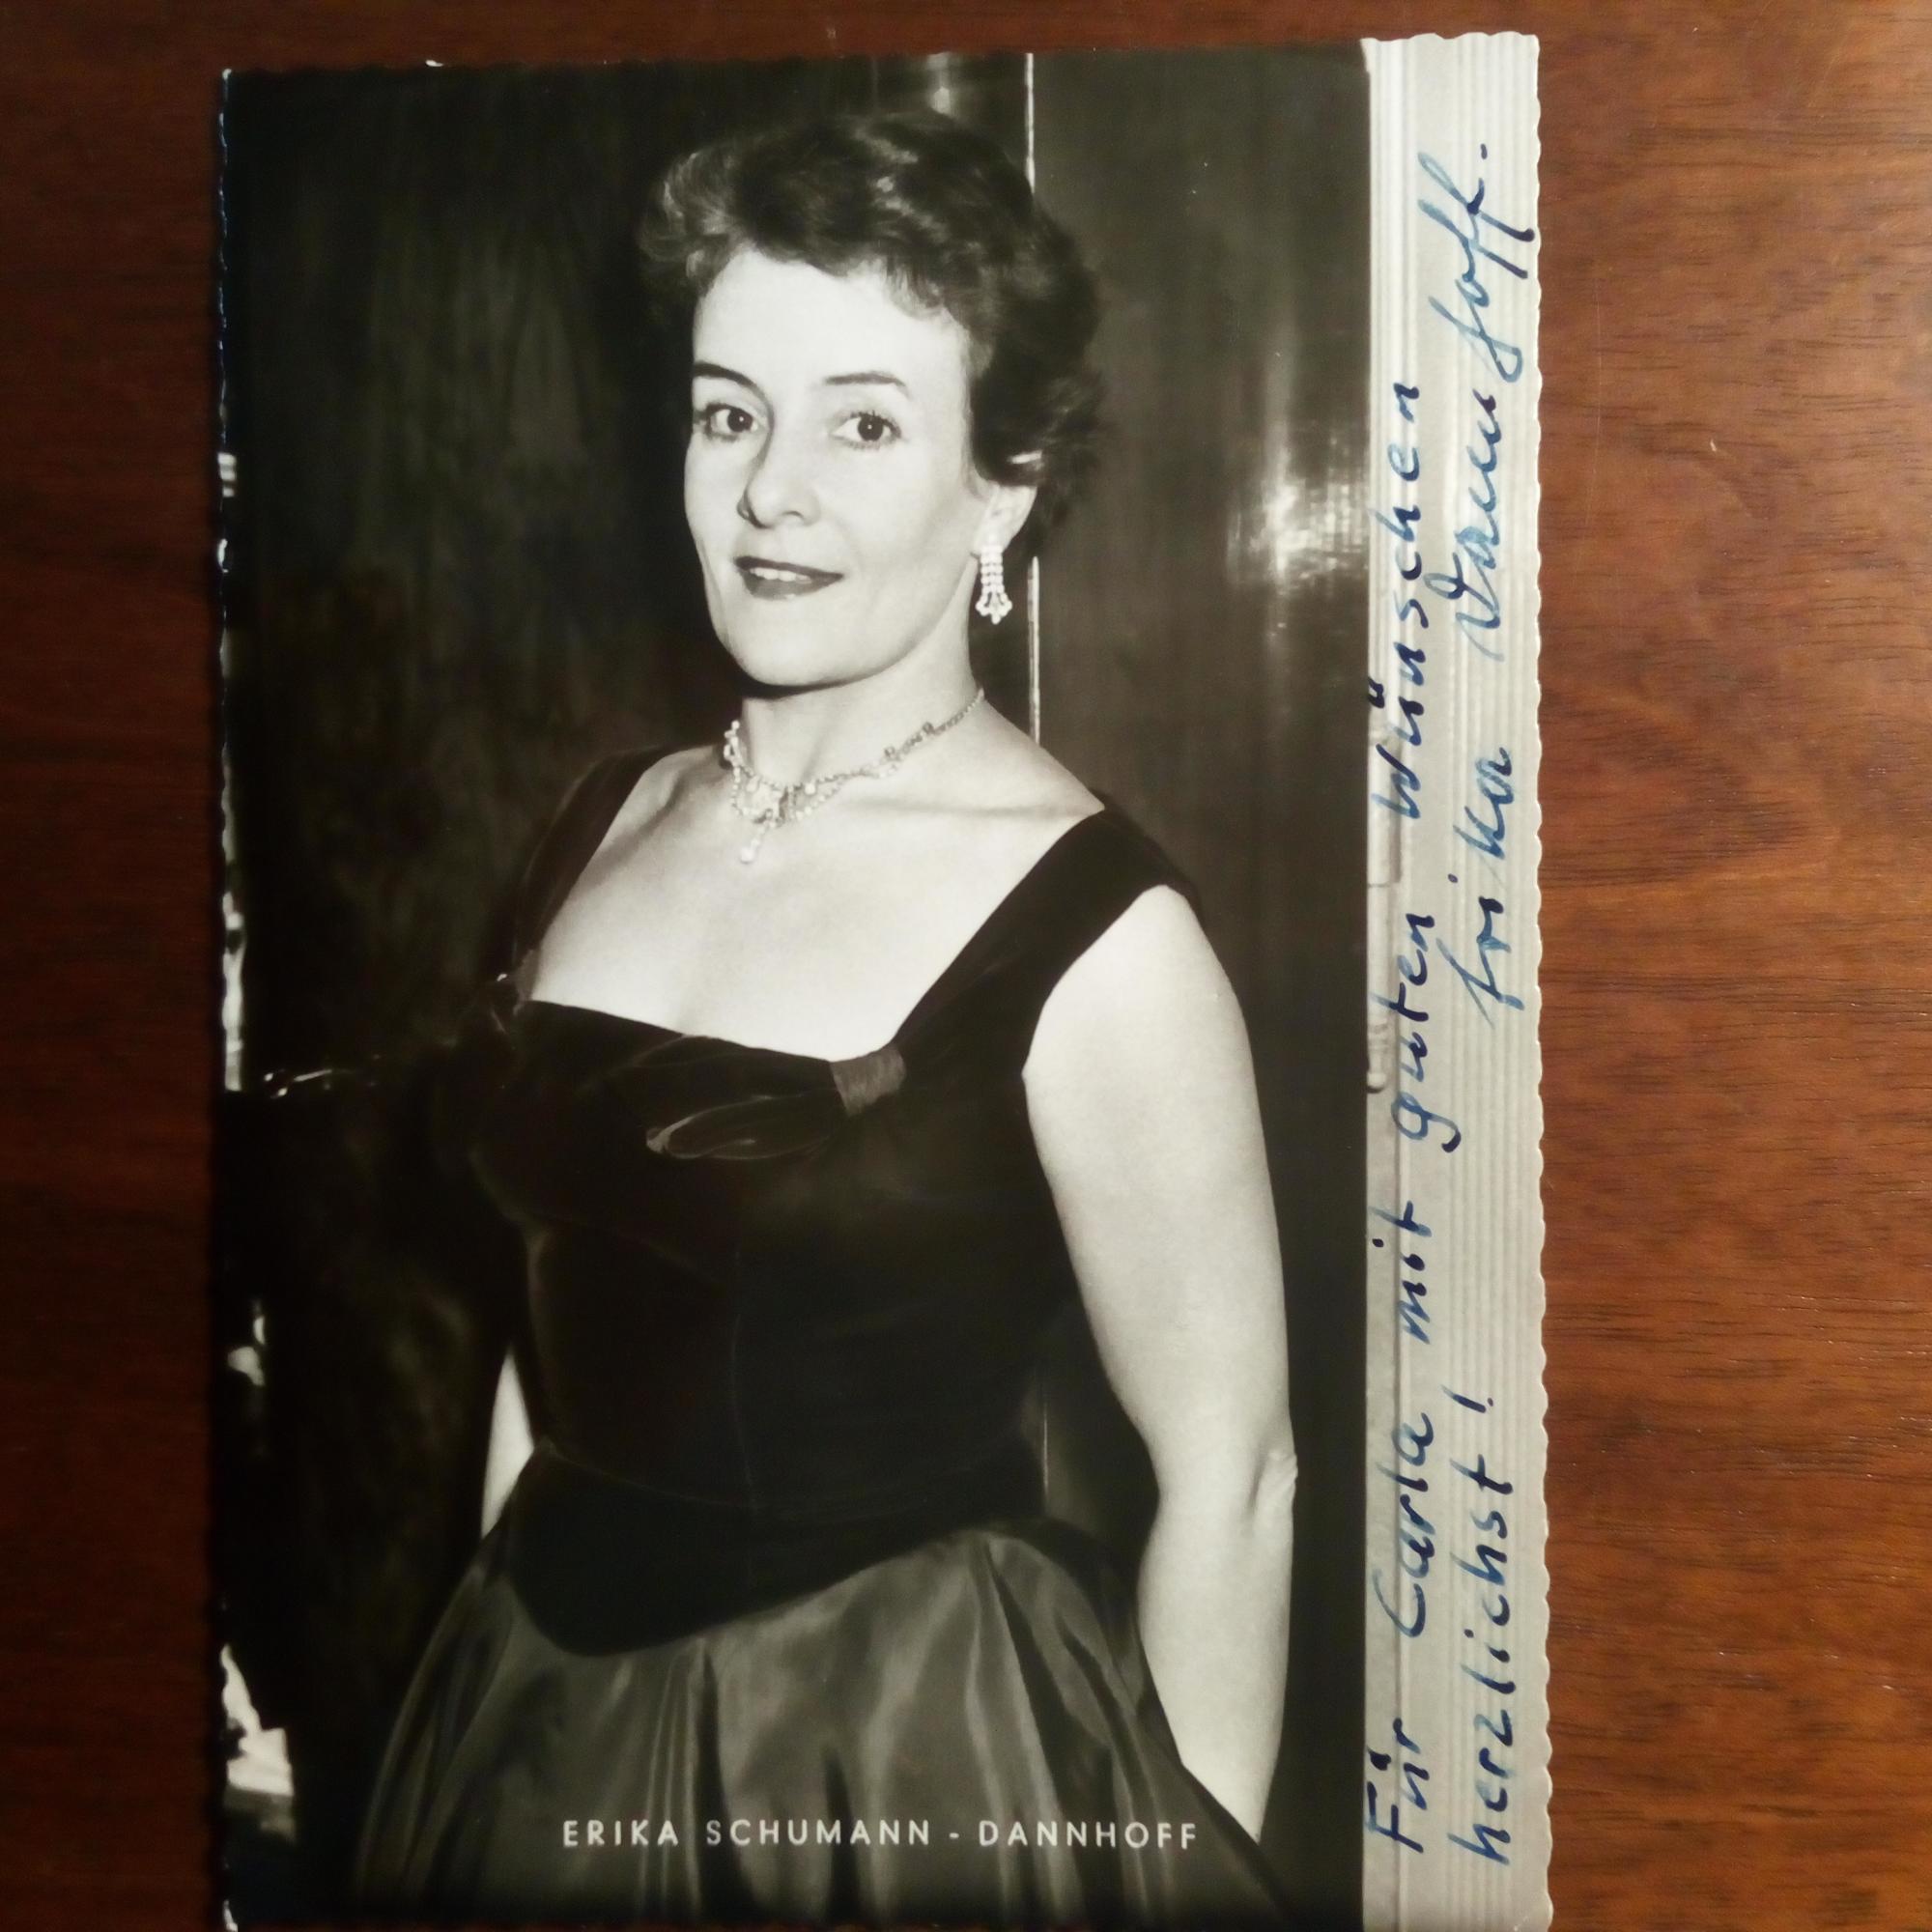 ERIKA SCHUMANN - DANNHOFF
Für Carla mit guten Wünschen
herzlichst! Erika Dannhoff.